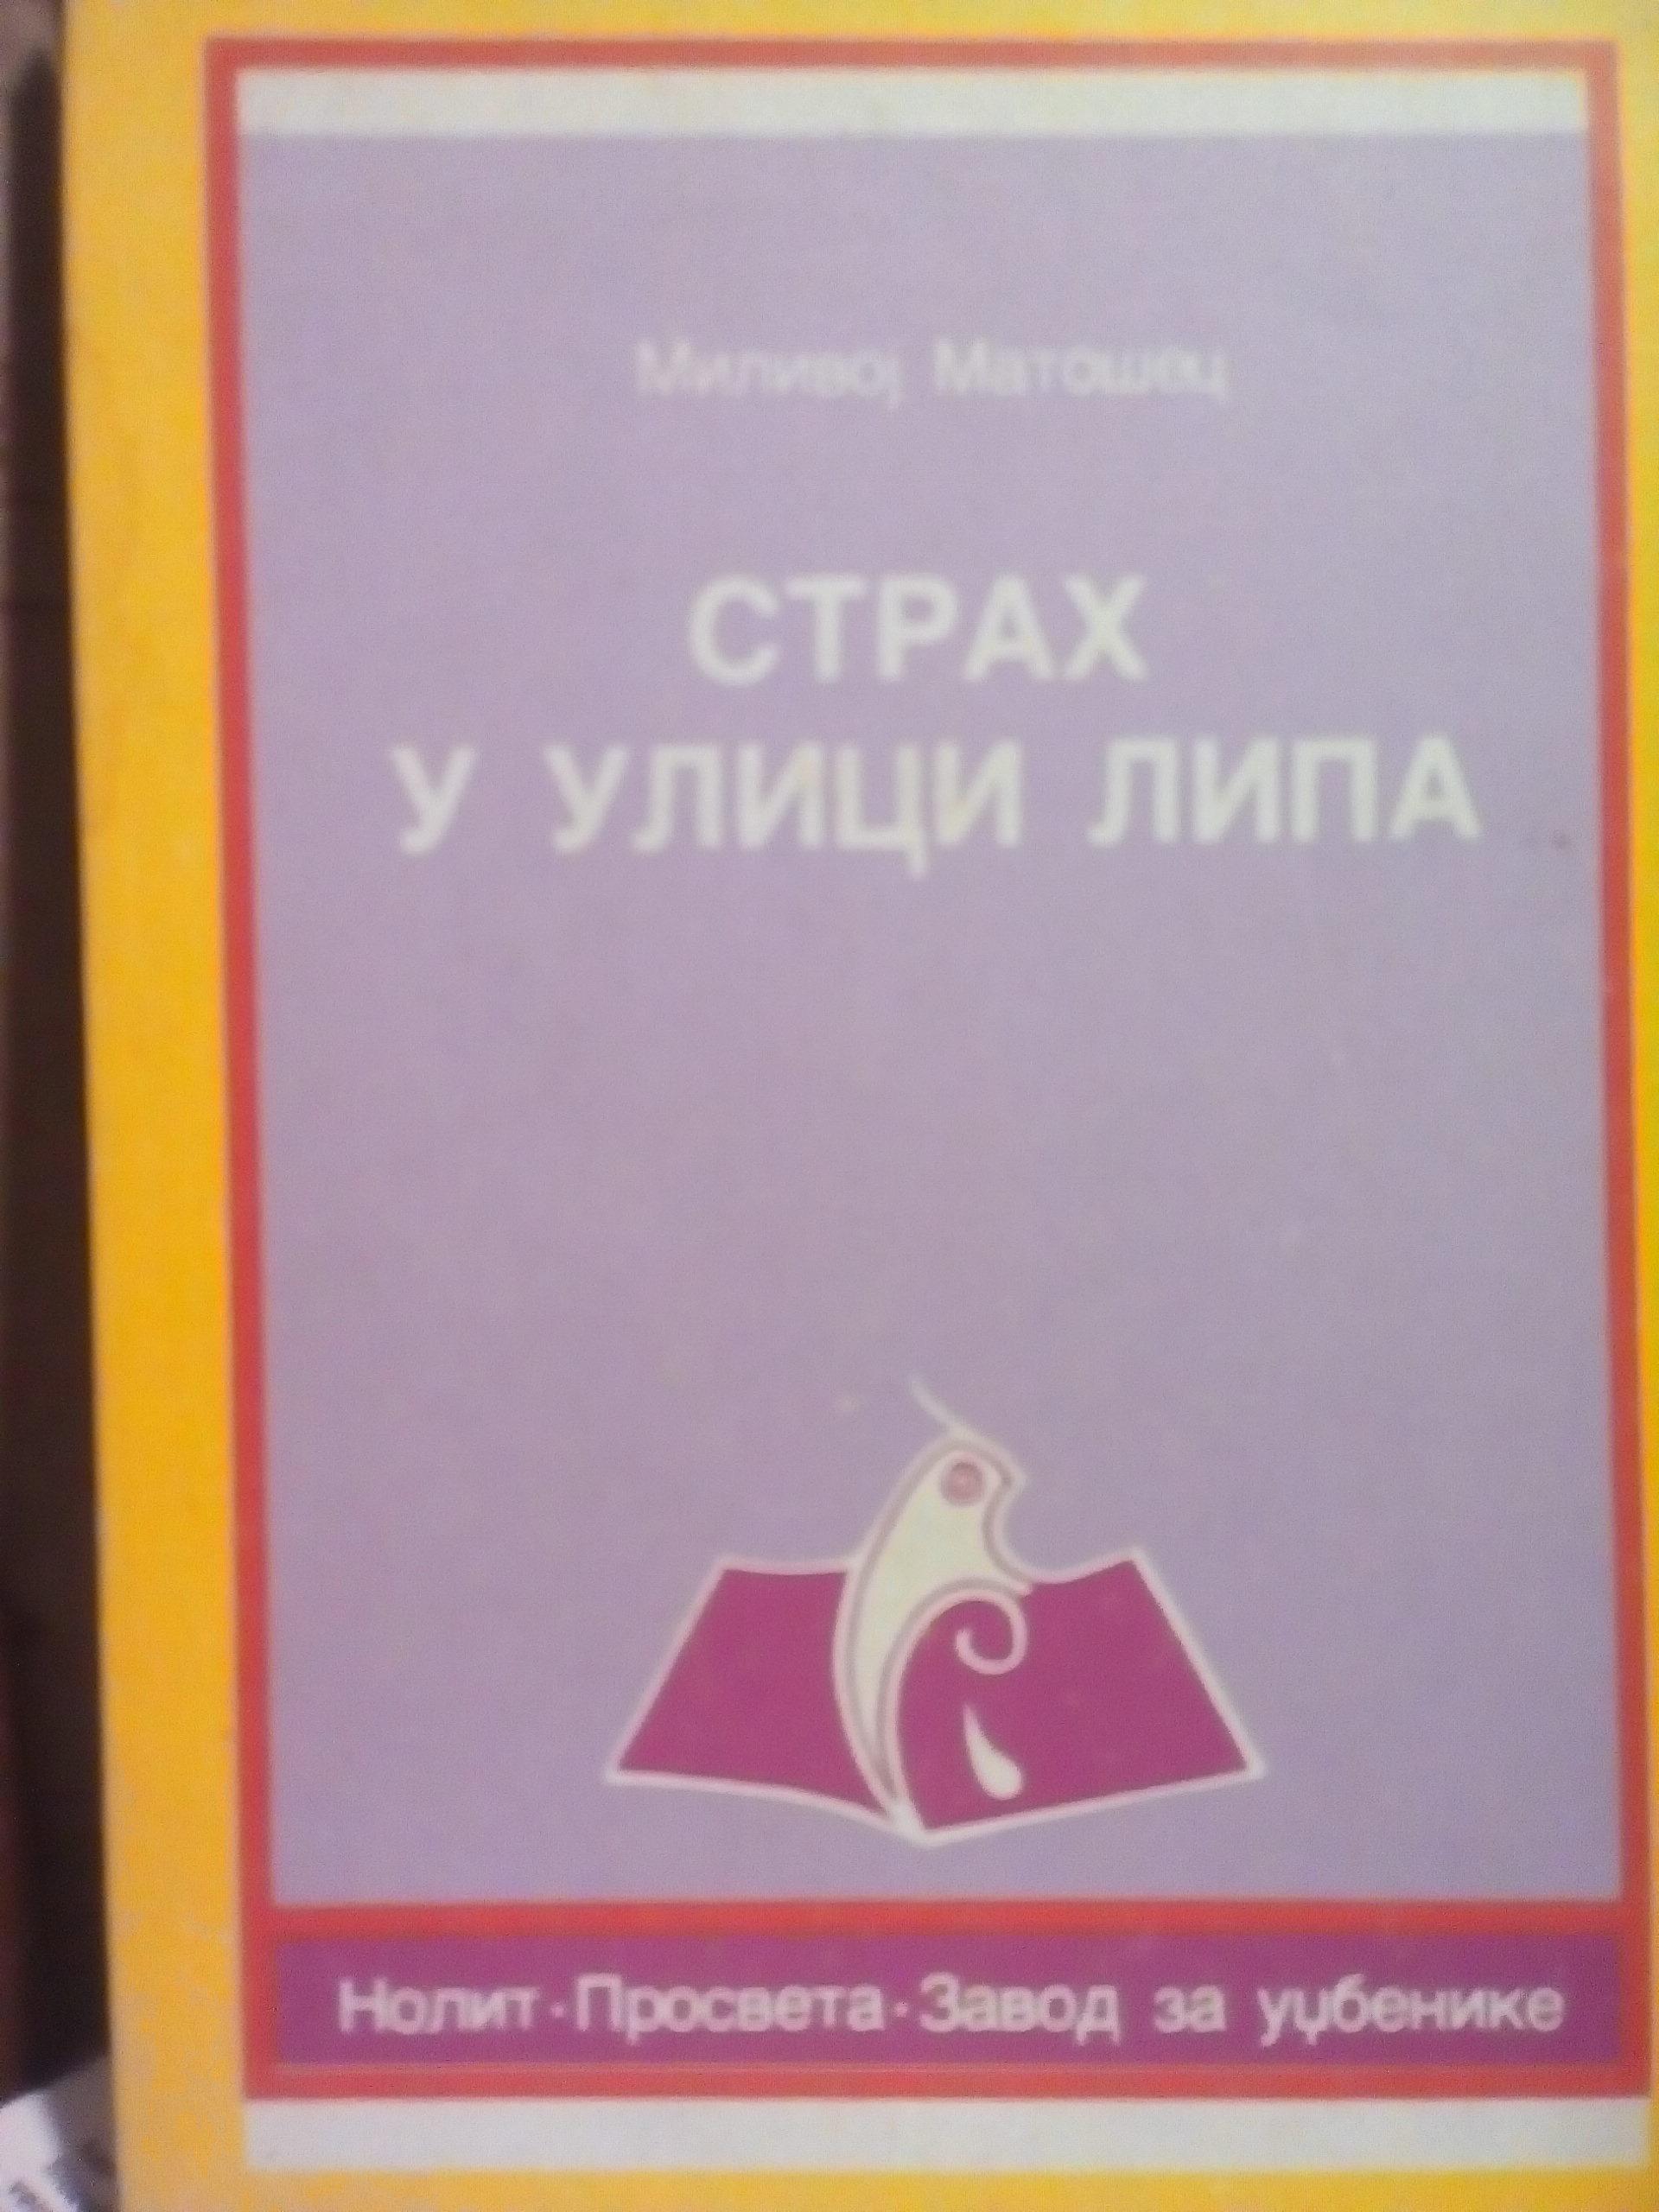 Миливој Матошец
СТРАХ
У УЛИЦИ ЛИПА
Нолит·Просвета·Завод за уџбенике